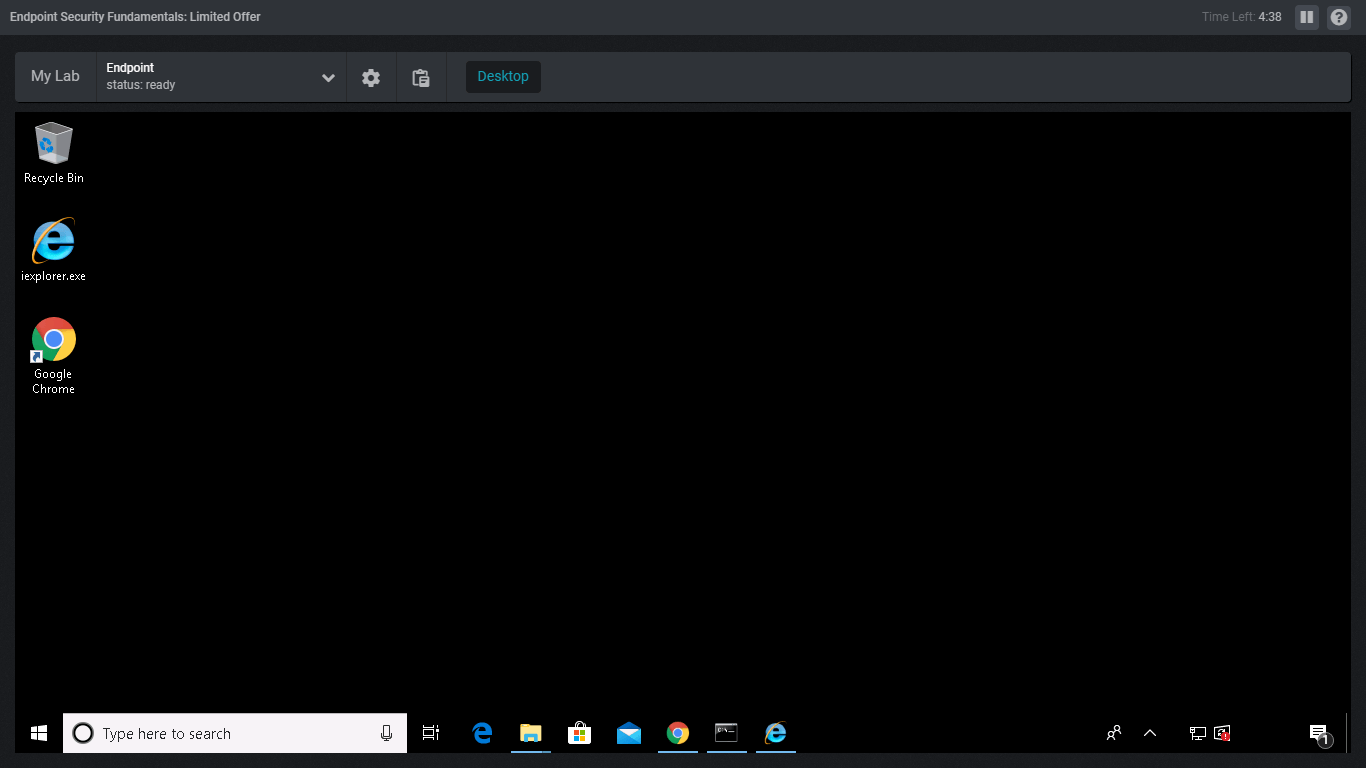 Endpoint Security Fundamentals: Limited Offer
Time Left: 4:38
My Lab
Endpoint
status: ready
Desktop
Recycle Bin
iexplorer.exe
Google
Chrome
Type here to search
1